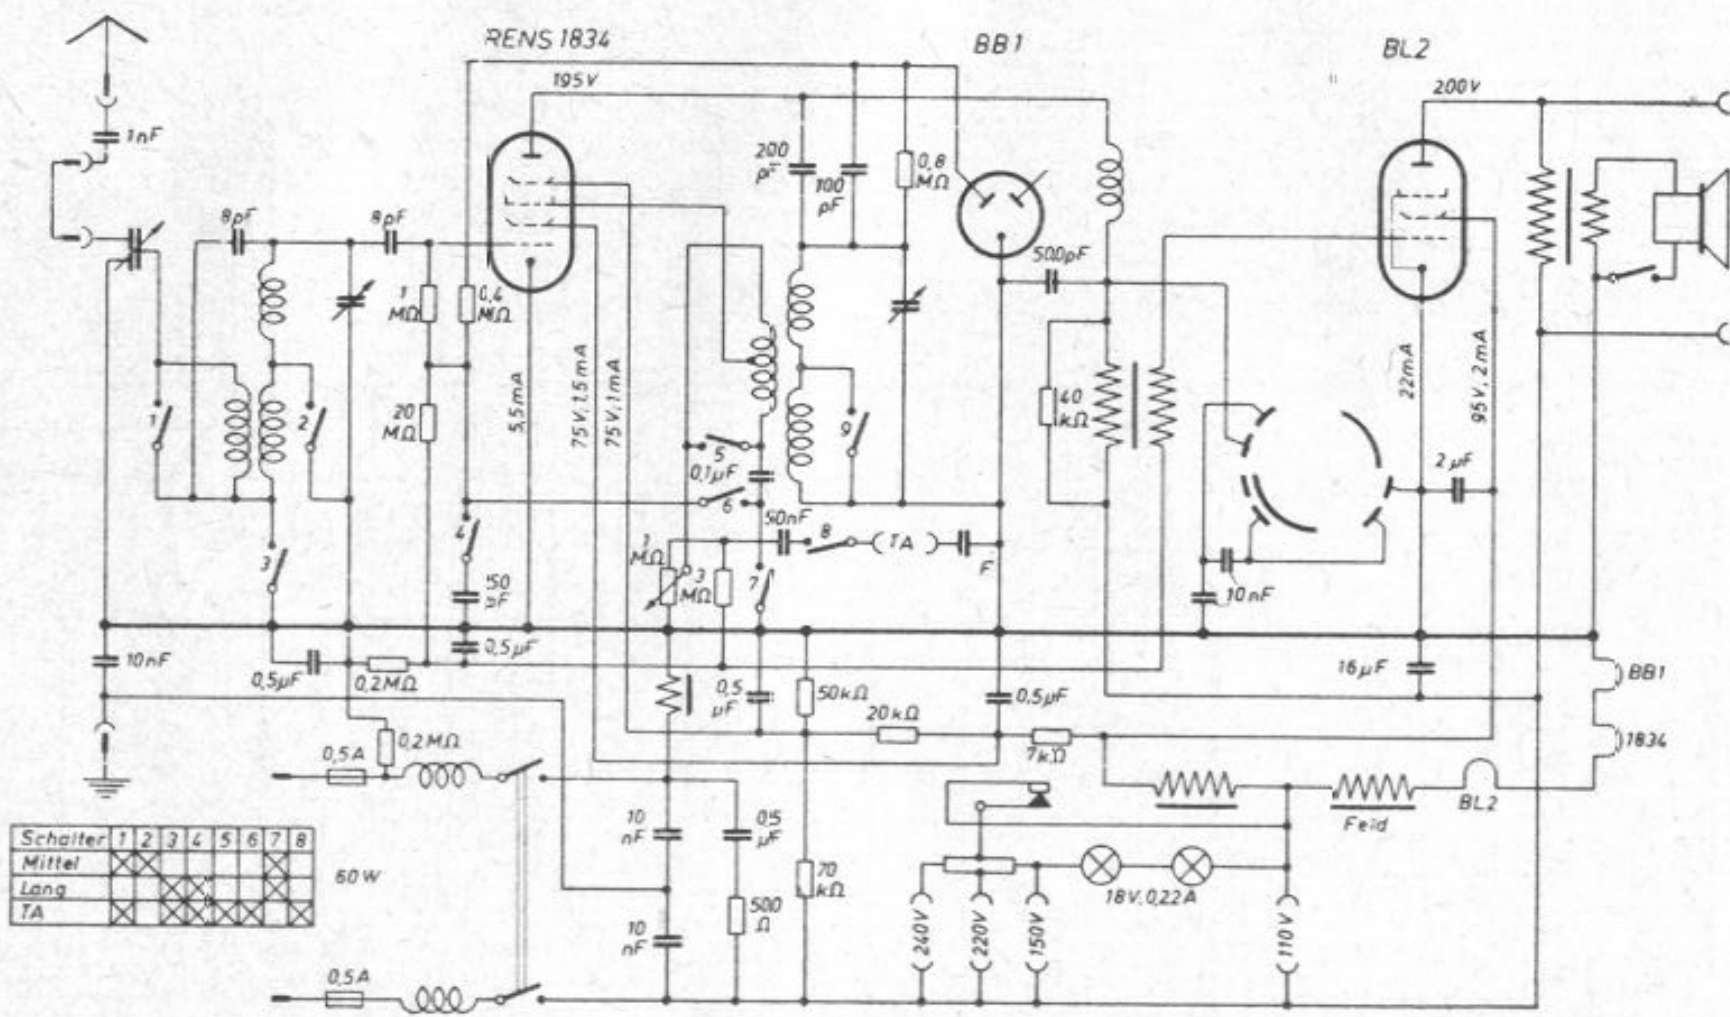 RENS 1834
BB1
BL2
195V
200V
1nF
8pF
8pF
200 pF
100 pF
0,8 MΩ
500pF
1 MΩ
0,4 MΩ
20 MΩ
5,5mA
75V, 1,5mA
75V, 1mA
1
2
3
4
5
0,1µF
6
50nF
8
TA
F
7
9
1 MΩ
3 MΩ
40 kΩ
22mA
95V, 2mA
2µF
10nF
50 pF
0,5µF
10nF
0,5µF
0,2MΩ
0,5 µF
50kΩ
20kΩ
0,5µF
7kΩ
16µF
BB1
1834
BL2
Feld
0,5A
0,2MΩ
10 nF
0,5 µF
70 kΩ
500 Ω
10 nF
18V, 0,22A
240V
220V
150V
110V
60W
0,5A
Schalter 1 2 3 4 5 6 7 8
Mittel
Lang
TA